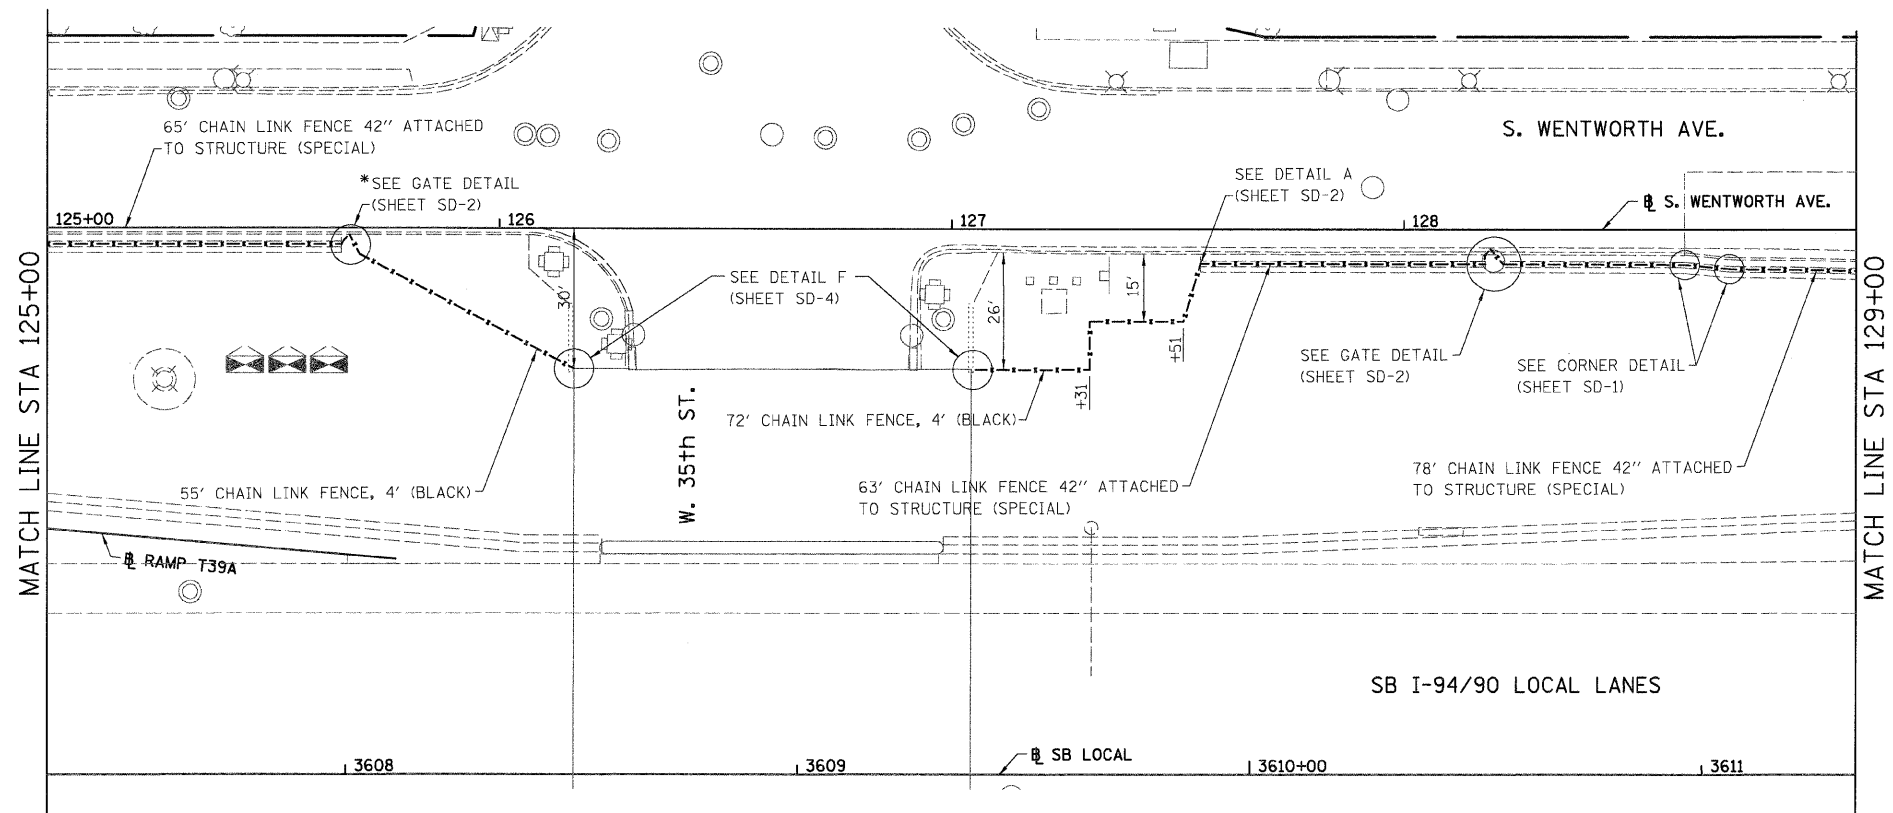 65' CHAIN LINK FENCE 42" ATTACHED
TO STRUCTURE (SPECIAL)
S. WENTWORTH AVE.
*SEE GATE DETAIL
(SHEET SD-2)
SEE DETAIL A
(SHEET SD-2)
℄ S. WENTWORTH AVE.
125+00
126
127
128
MATCH LINE STA 125+00
MATCH LINE STA 129+00
SEE DETAIL F
(SHEET SD-4)
30'
26'
15'
+51
+31
SEE GATE DETAIL
(SHEET SD-2)
SEE CORNER DETAIL
(SHEET SD-1)
72' CHAIN LINK FENCE, 4' (BLACK)
W. 35th ST.
55' CHAIN LINK FENCE, 4' (BLACK)
63' CHAIN LINK FENCE 42" ATTACHED
TO STRUCTURE (SPECIAL)
78' CHAIN LINK FENCE 42" ATTACHED
TO STRUCTURE (SPECIAL)
℄ RAMP T39A
SB I-94/90 LOCAL LANES
℄ SB LOCAL
3608
3609
3610+00
3611